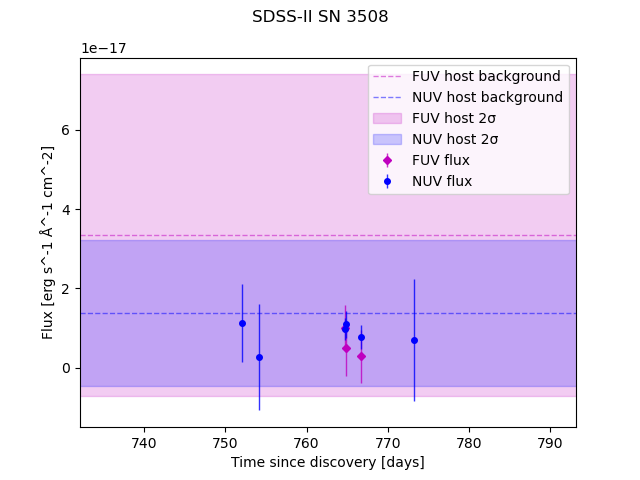 SDSS-II SN 3508
1e−17
FUV host background
NUV host background
FUV host 2σ
NUV host 2σ
FUV flux
NUV flux
6
4
2
0
Flux [erg s^-1 Å^-1 cm^-2]
740 750 760 770 780 790
Time since discovery [days]